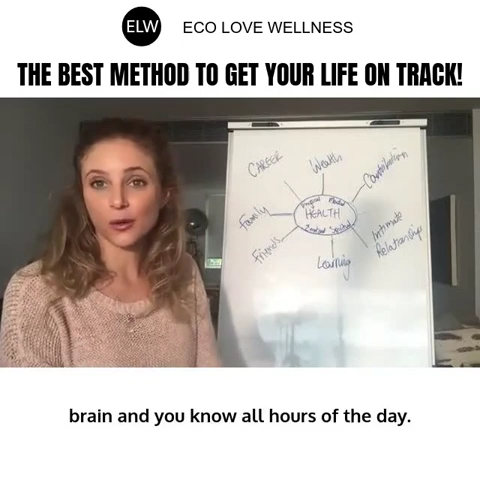 ELW ECO LOVE WELLNESS
THE BEST METHOD TO GET YOUR LIFE ON TRACK!
CAREER
Wealth
Contribution
Physical Mental
HEALTH
Emotional Spiritual
Family
Friends
Learning
Intimate
Relationships
brain and you know all hours of the day.